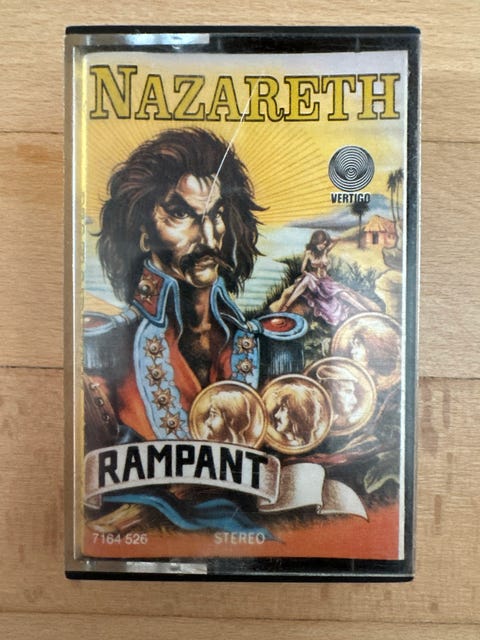 NAZARETH
VERTIGO
RAMPANT
7164 526 STEREO